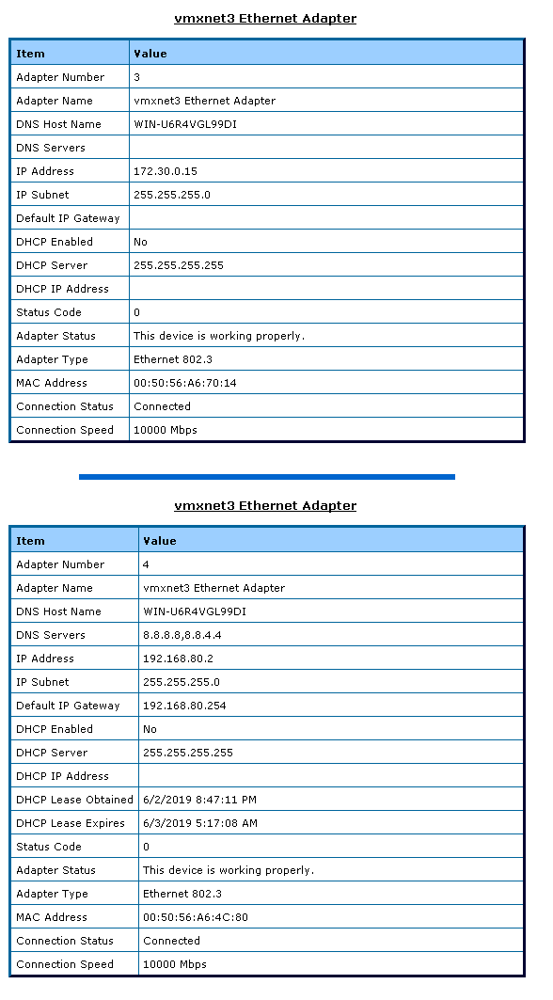 vmxnet3 Ethernet Adapter
Item Value
Adapter Number 3
Adapter Name vmxnet3 Ethernet Adapter
DNS Host Name WIN-U6R4VGL99DI
DNS Servers
IP Address 172.30.0.15
IP Subnet 255.255.255.0
Default IP Gateway
DHCP Enabled No
DHCP Server 255.255.255.255
DHCP IP Address
Status Code 0
Adapter Status This device is working properly.
Adapter Type Ethernet 802.3
MAC Address 00:50:56:A6:70:14
Connection Status Connected
Connection Speed 10000 Mbps
vmxnet3 Ethernet Adapter
Item Value
Adapter Number 4
Adapter Name vmxnet3 Ethernet Adapter
DNS Host Name WIN-U6R4VGL99DI
DNS Servers 8.8.8.8,8.8.4.4
IP Address 192.168.80.2
IP Subnet 255.255.255.0
Default IP Gateway 192.168.80.254
DHCP Enabled No
DHCP Server 255.255.255.255
DHCP IP Address
DHCP Lease Obtained 6/2/2019 8:47:11 PM
DHCP Lease Expires 6/3/2019 5:17:08 AM
Status Code 0
Adapter Status This device is working properly.
Adapter Type Ethernet 802.3
MAC Address 00:50:56:A6:4C:80
Connection Status Connected
Connection Speed 10000 Mbps